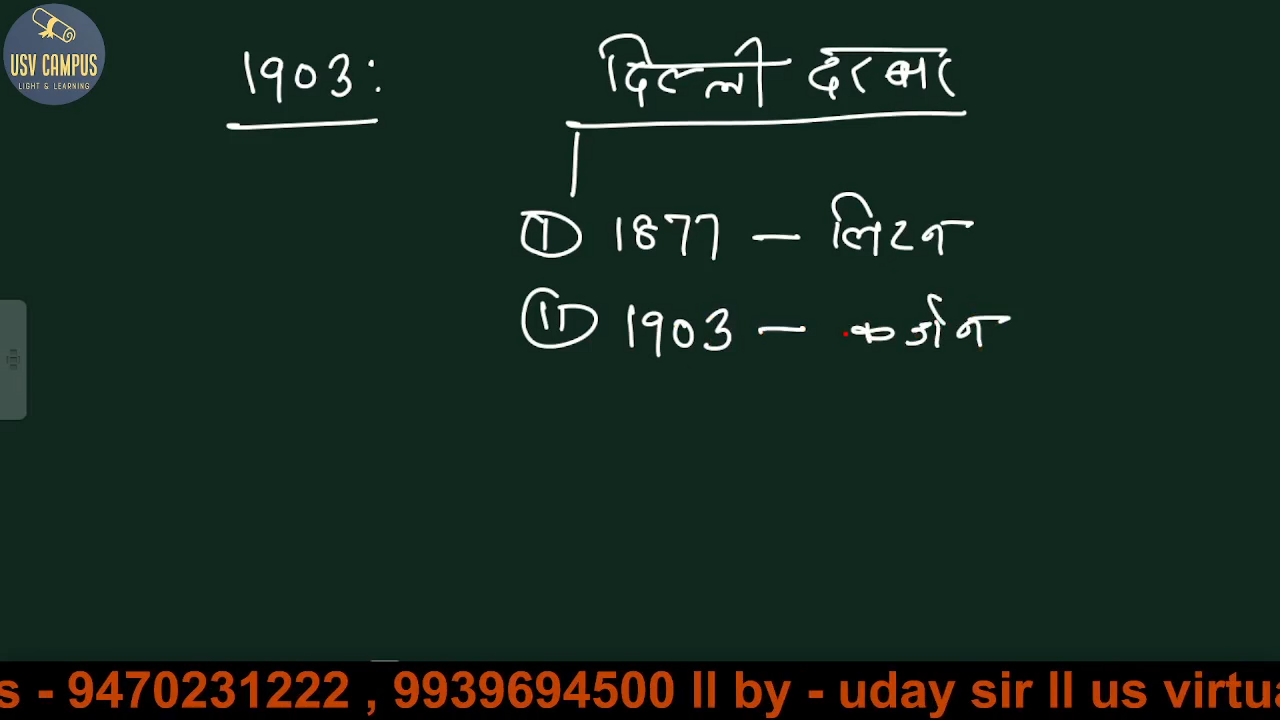 USV CAMPUS
LIGHT & LEARNING
1903: दिल्ली दरबार
I 1877 — लिटन
II 1903 — कर्जन
s - 9470231222 , 9939694500 ll by - uday sir ll us virtua